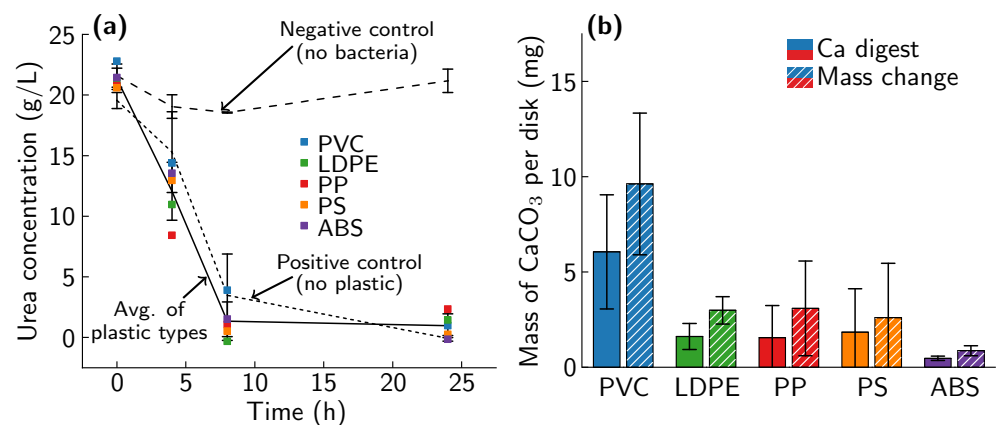 (a)
Negative control
(no bacteria)
PVC
LDPE
PP
PS
ABS
Positive control
(no plastic)
Avg. of
plastic types
Urea concentration (g/L)
25
20
15
10
5
0
0 5 10 15 20 25
Time (h)
(b)
Ca digest
Mass change
Mass of CaCO₃ per disk (mg)
15
10
5
0
PVC LDPE PP PS ABS